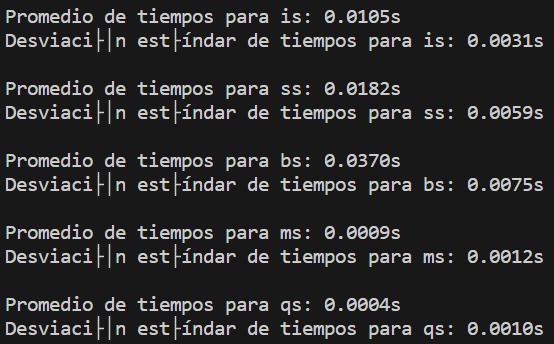 Promedio de tiempos para is: 0.0105s
Desviaci├│n est├índar de tiempos para is: 0.0031s
Promedio de tiempos para ss: 0.0182s
Desviaci├│n est├índar de tiempos para ss: 0.0059s
Promedio de tiempos para bs: 0.0370s
Desviaci├│n est├índar de tiempos para bs: 0.0075s
Promedio de tiempos para ms: 0.0009s
Desviaci├│n est├índar de tiempos para ms: 0.0012s
Promedio de tiempos para qs: 0.0004s
Desviaci├│n est├índar de tiempos para qs: 0.0010s